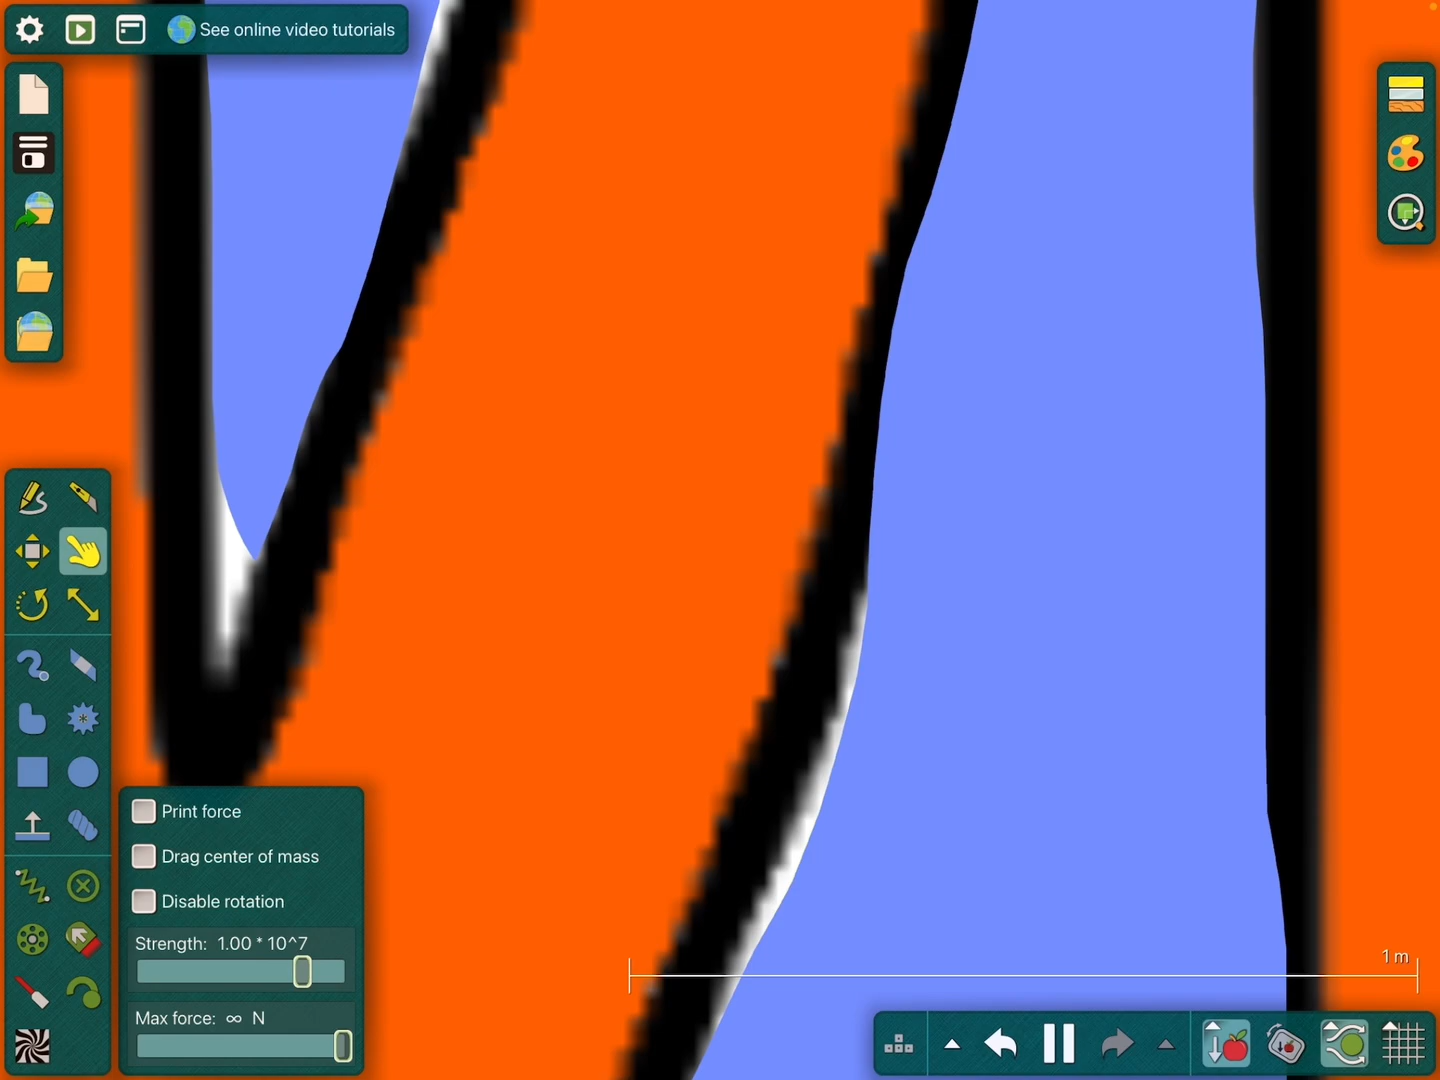 See online video tutorials
Print force
Drag center of mass
Disable rotation
Strength: 1.00 * 10^7
Max force: ∞ N
1 m